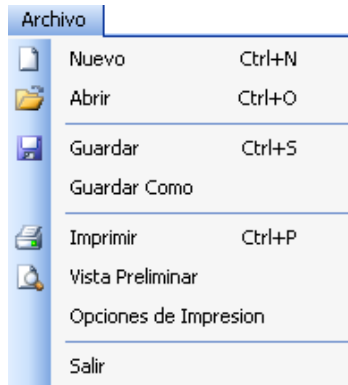 Archivo
Nuevo Ctrl+N
Abrir Ctrl+O
Guardar Ctrl+S
Guardar Como
Imprimir Ctrl+P
Vista Preliminar
Opciones de Impresion
Salir